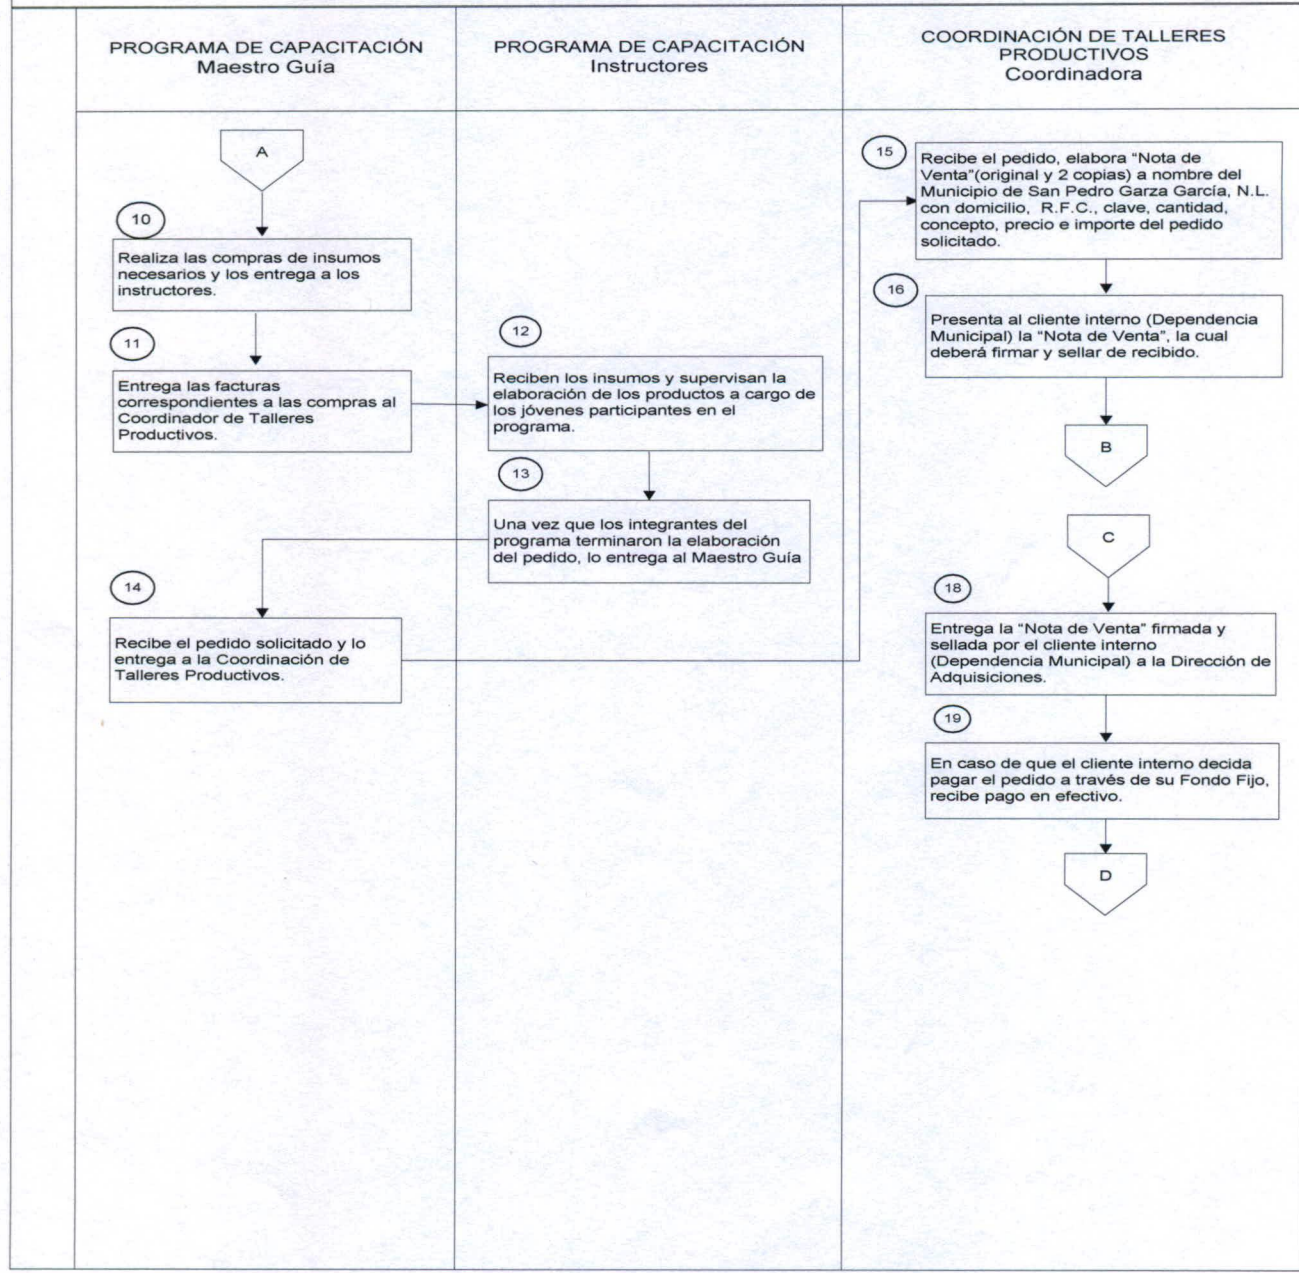 PROGRAMA DE CAPACITACIÓN
Maestro Guía
PROGRAMA DE CAPACITACIÓN
Instructores
COORDINACIÓN DE TALLERES
PRODUCTIVOS
Coordinadora
A
10
Realiza las compras de insumos
necesarios y los entrega a los
instructores.
11
Entrega las facturas
correspondientes a las compras al
Coordinador de Talleres
Productivos.
12
Reciben los insumos y supervisan la
elaboración de los productos a cargo de
los jóvenes participantes en el
programa.
13
Una vez que los integrantes del
programa terminaron la elaboración
del pedido, lo entrega al Maestro Guía
14
Recibe el pedido solicitado y lo
entrega a la Coordinación de
Talleres Productivos.
15
Recibe el pedido, elabora “Nota de
Venta”(original y 2 copias) a nombre del
Municipio de San Pedro Garza García, N.L.
con domicilio, R.F.C., clave, cantidad,
concepto, precio e importe del pedido
solicitado.
16
Presenta al cliente interno (Dependencia
Municipal) la “Nota de Venta”, la cual
deberá firmar y sellar de recibido.
B
C
18
Entrega la “Nota de Venta” firmada y
sellada por el cliente interno
(Dependencia Municipal) a la Dirección de
Adquisiciones.
19
En caso de que el cliente interno decida
pagar el pedido a través de su Fondo Fijo,
recibe pago en efectivo.
D